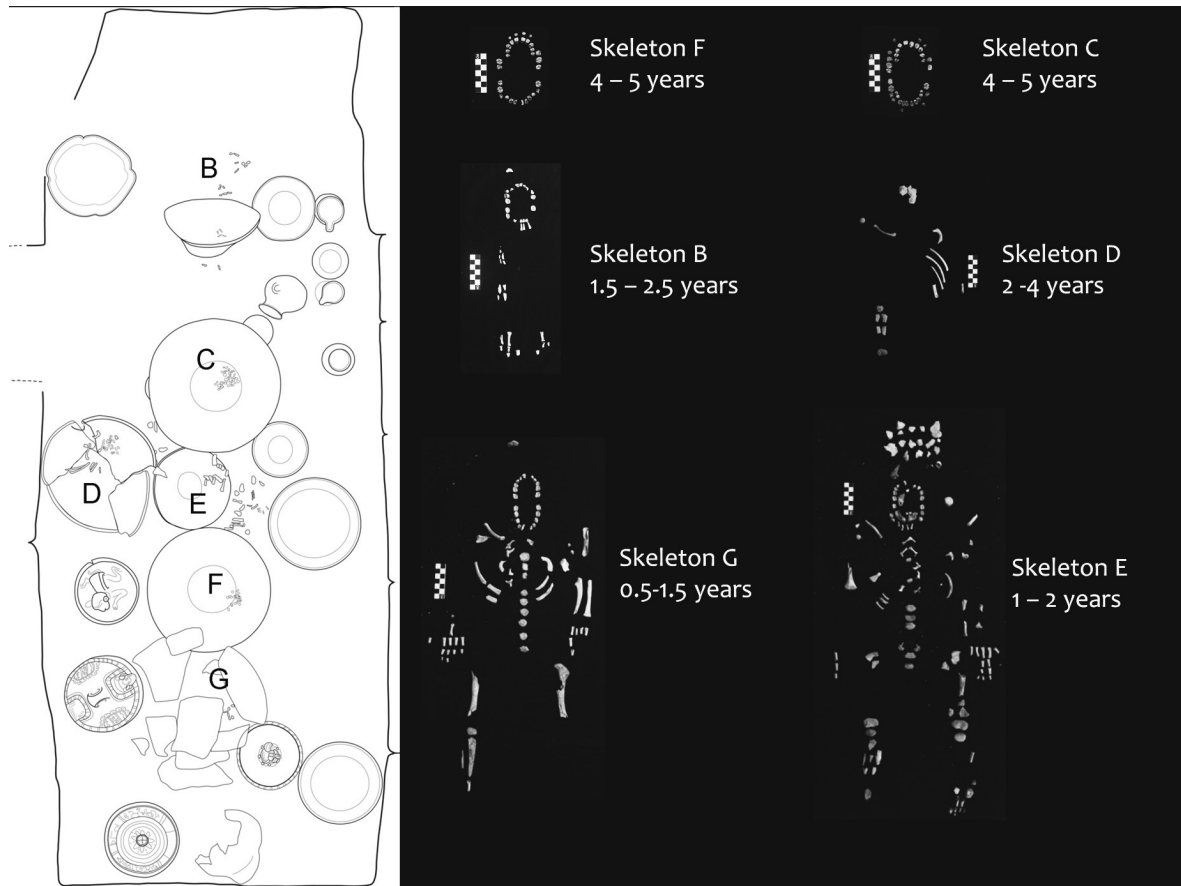 B
C
D
E
F
G
Skeleton F
4 – 5 years
Skeleton C
4 – 5 years
Skeleton B
1.5 – 2.5 years
Skeleton D
2 -4 years
Skeleton G
0.5-1.5 years
Skeleton E
1 – 2 years